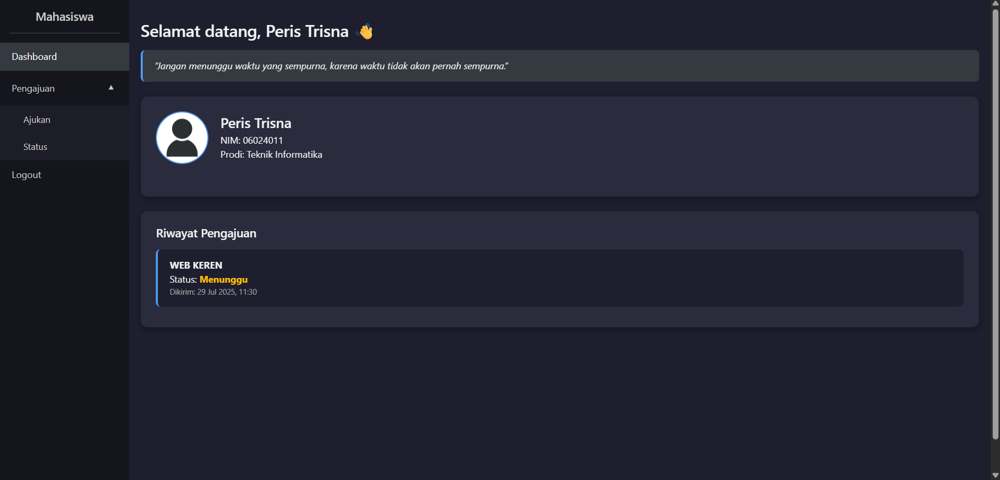 Mahasiswa
Dashboard
Pengajuan
Ajukan
Status
Logout
Selamat datang, Peris Trisna 👋
“Jangan menunggu waktu yang sempurna, karena waktu tidak akan pernah sempurna.”
Peris Trisna
NIM: 06024011
Prodi: Teknik Informatika
Riwayat Pengajuan
WEB KEREN
Status: Menunggu
Dikirim: 29 Jul 2025, 11:30